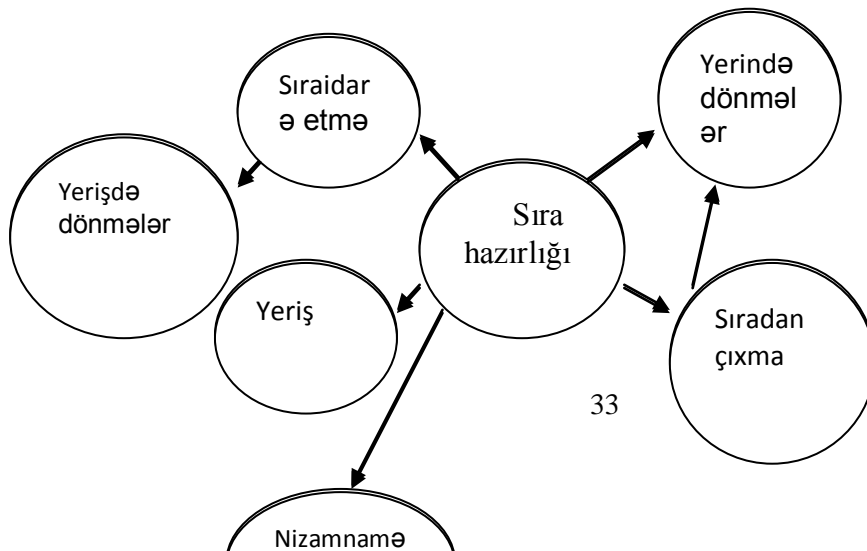 Sıraidar
ə etmə
Yerində
dönməl
ər
Yerişdə
dönmələr
Sıra
hazırlığı
Yeriş
Sıradan
çıxma
33
Nizamnamə